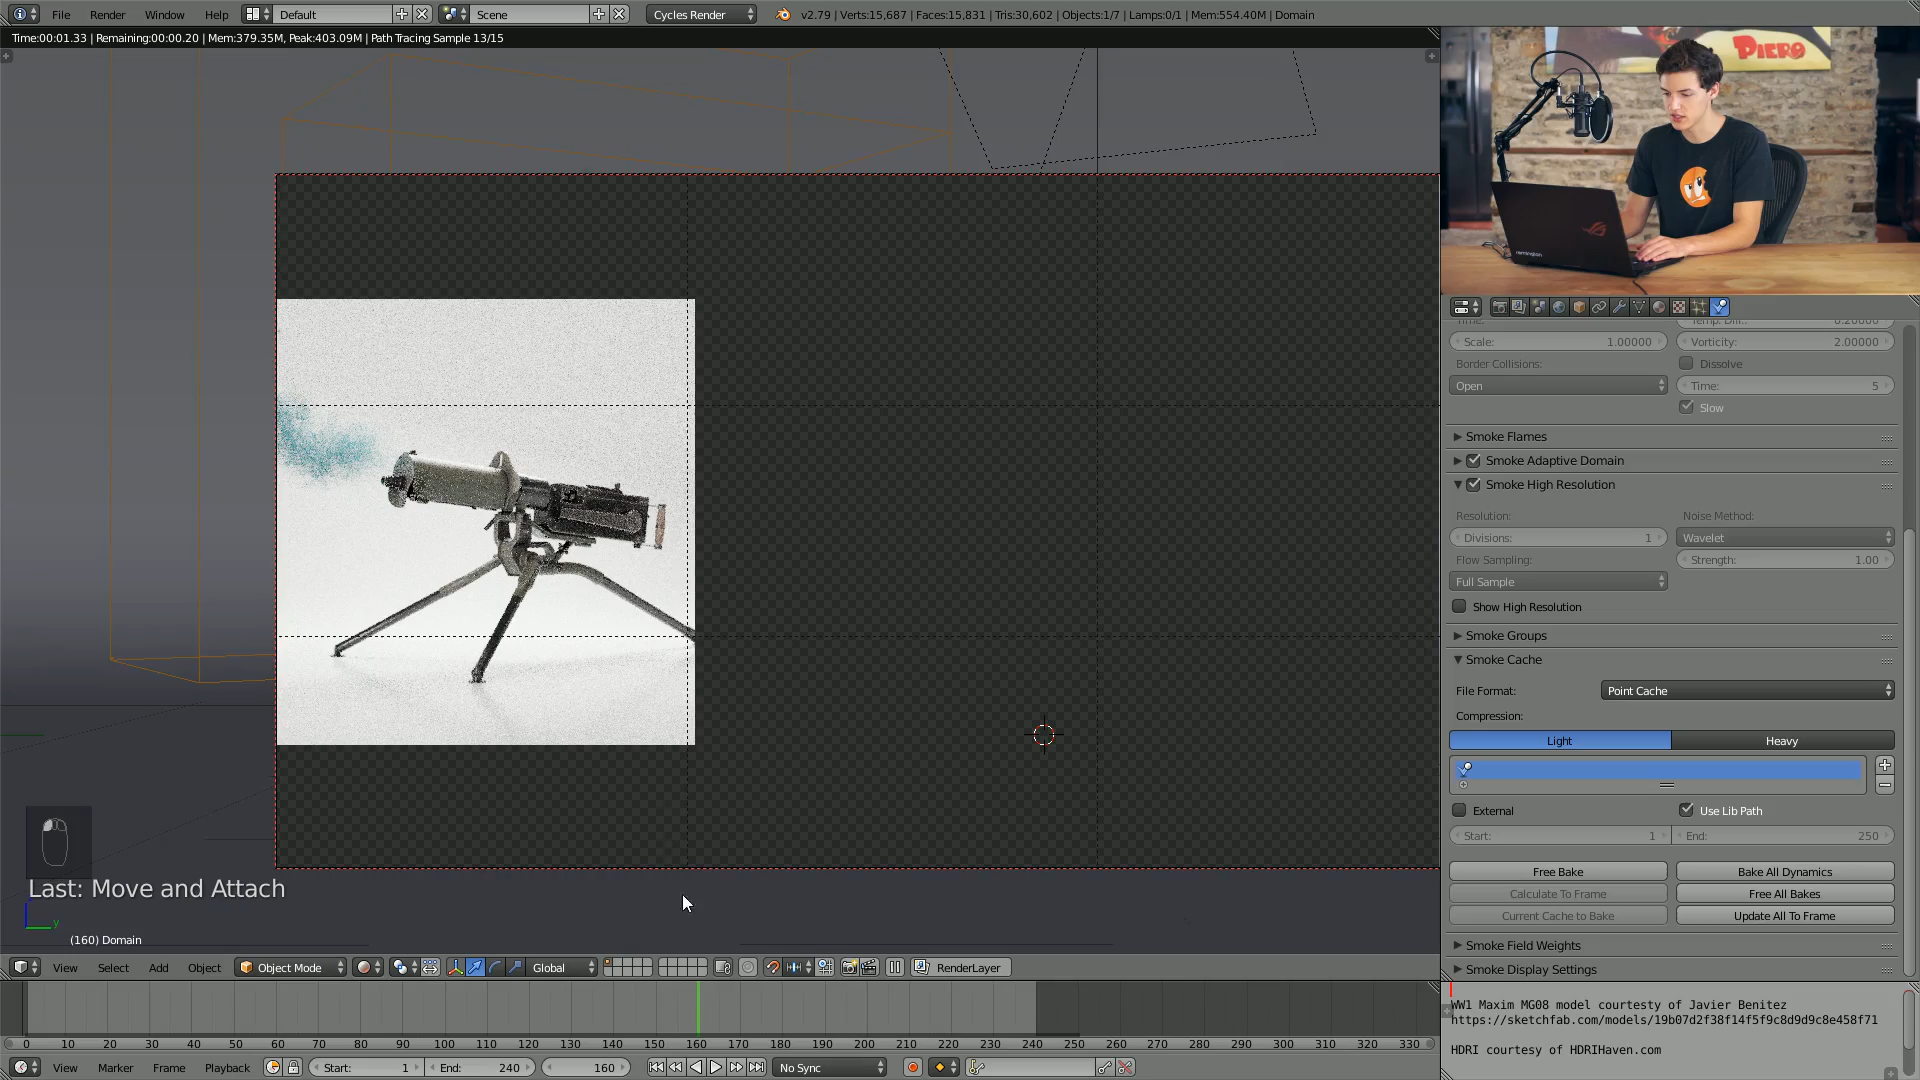 File Render Window Help Default Scene Cycles Render v2.79 | Verts:15,687 | Faces:15,831 | Tris:30,602 | Objects:1/7 | Lamps:0/1 | Mem:554.40M | Domain
Time:00:01.33 | Remaining:00:00.20 | Mem:379.35M, Peak:403.09M | Path Tracing Sample 13/15
PIERO
remington
Scale: 1.00000 Vorticity: 2.00000
Border Collisions: Dissolve
Open Time: 5
Slow
Smoke Flames
Smoke Adaptive Domain
Smoke High Resolution
Resolution: Noise Method:
Divisions: 1 Wavelet
Flow Sampling: Strength: 1.00
Full Sample
Show High Resolution
Smoke Groups
Smoke Cache
File Format: Point Cache
Compression:
Light Heavy
External Use Lib Path
Start: 1 End: 250
Free Bake Bake All Dynamics
Calculate To Frame Free All Bakes
Current Cache to Bake Update All To Frame
Smoke Field Weights
Smoke Display Settings
Last: Move and Attach
y
(160) Domain
View Select Add Object Object Mode Global RenderLayer
WW1 Maxim MG08 model courtesty of Javier Benitez
https://sketchfab.com/models/19b07d2f38f14f5f9c8d9d9c8e458f71
HDRI courtesy of HDRIHaven.com
0 10 20 30 40 50 60 70 80 90 100 110 120 130 140 150 160 170 180 190 200 210 220 230 240 250 260 270 280 290 300 310 320 330
View Marker Frame Playback Start: 1 End: 240 160 No Sync